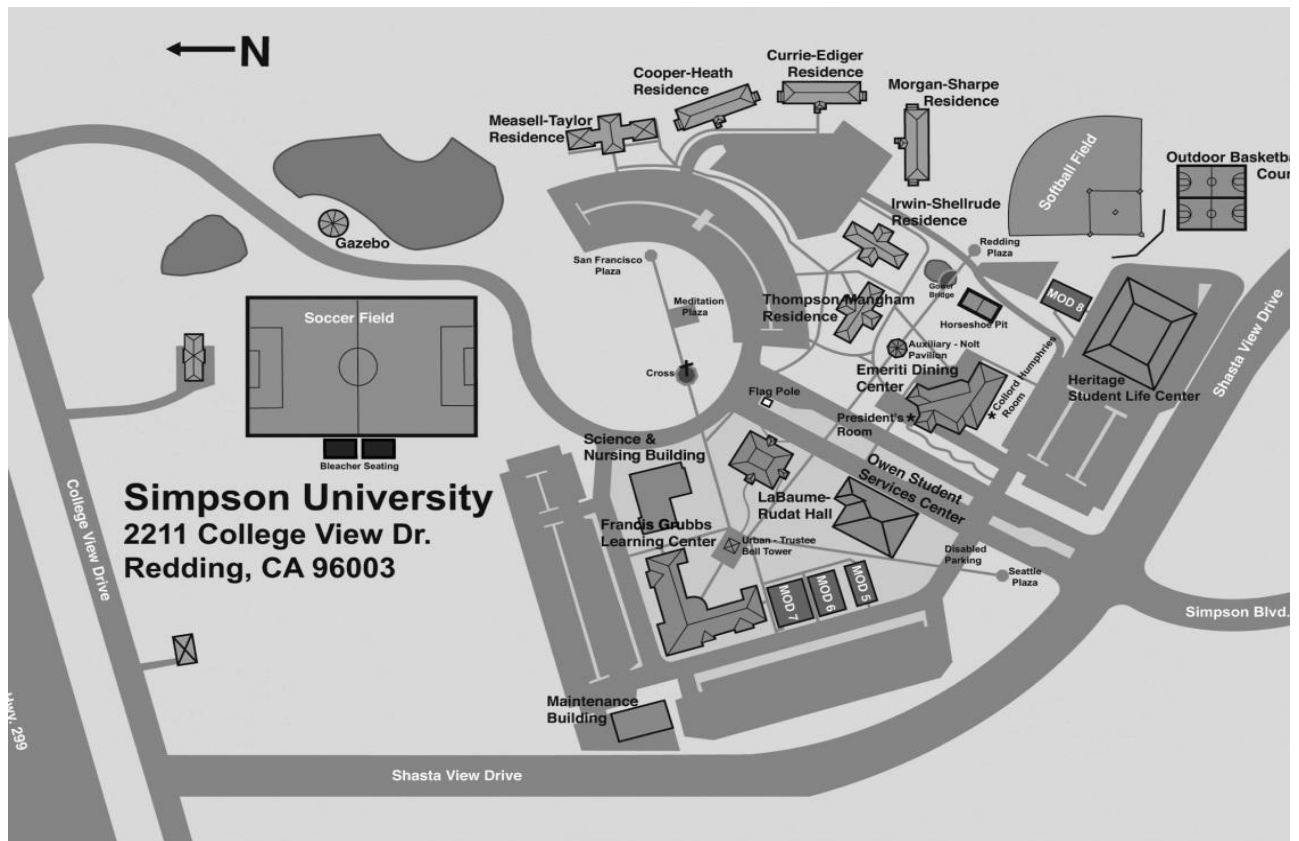 N
Currie-Ediger
Residence
Cooper-Heath
Residence
Morgan-Sharpe
Residence
Measell-Taylor
Residence
Outdoor Basketba
Cour
Softball Field
Irwin-Shellrude
Residence
Gazebo
Redding
Plaza
San Francisco
Plaza
Gower
Bridge
MOD 8
Meditation
Plaza
Thompson-Mangham
Residence
Horseshoe Pit
Soccer Field
Shasta View Drive
Auxiliary - Nolt
Pavilion
Emeriti Dining
Center
Cross
Collord Humphries
Room
Heritage
Student Life Center
Flag Pole
President's
Room
Science &
Nursing Building
Bleacher Seating
Owen Student
Services Center
Simpson University
2211 College View Dr.
Redding, CA 96003
LaBaume-
Rudat Hall
College View Drive
Francis Grubbs
Learning Center
Urban - Trustee
Bell Tower
Disabled
Parking
Seattle
Plaza
MOD 7
MOD 6
MOD 5
Simpson Blvd.
Maintenance
Building
Hwy. 299
Shasta View Drive